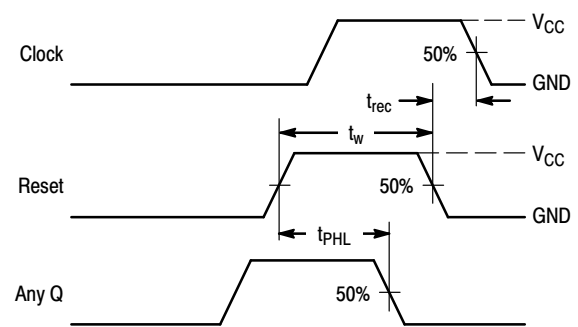 V_CC
Clock
50%
GND
t_rec
t_w
V_CC
Reset
50%
GND
t_PHL
Any Q
50%